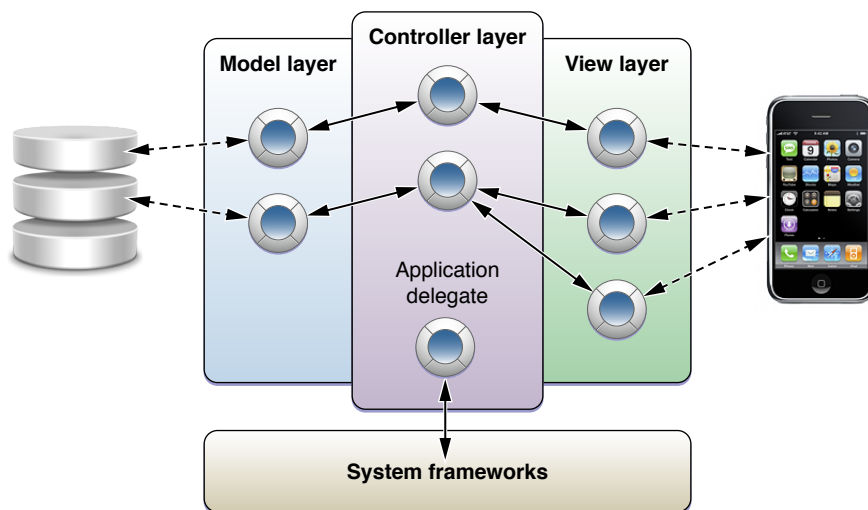 Controller layer
Model layer
View layer
Application
delegate
System frameworks